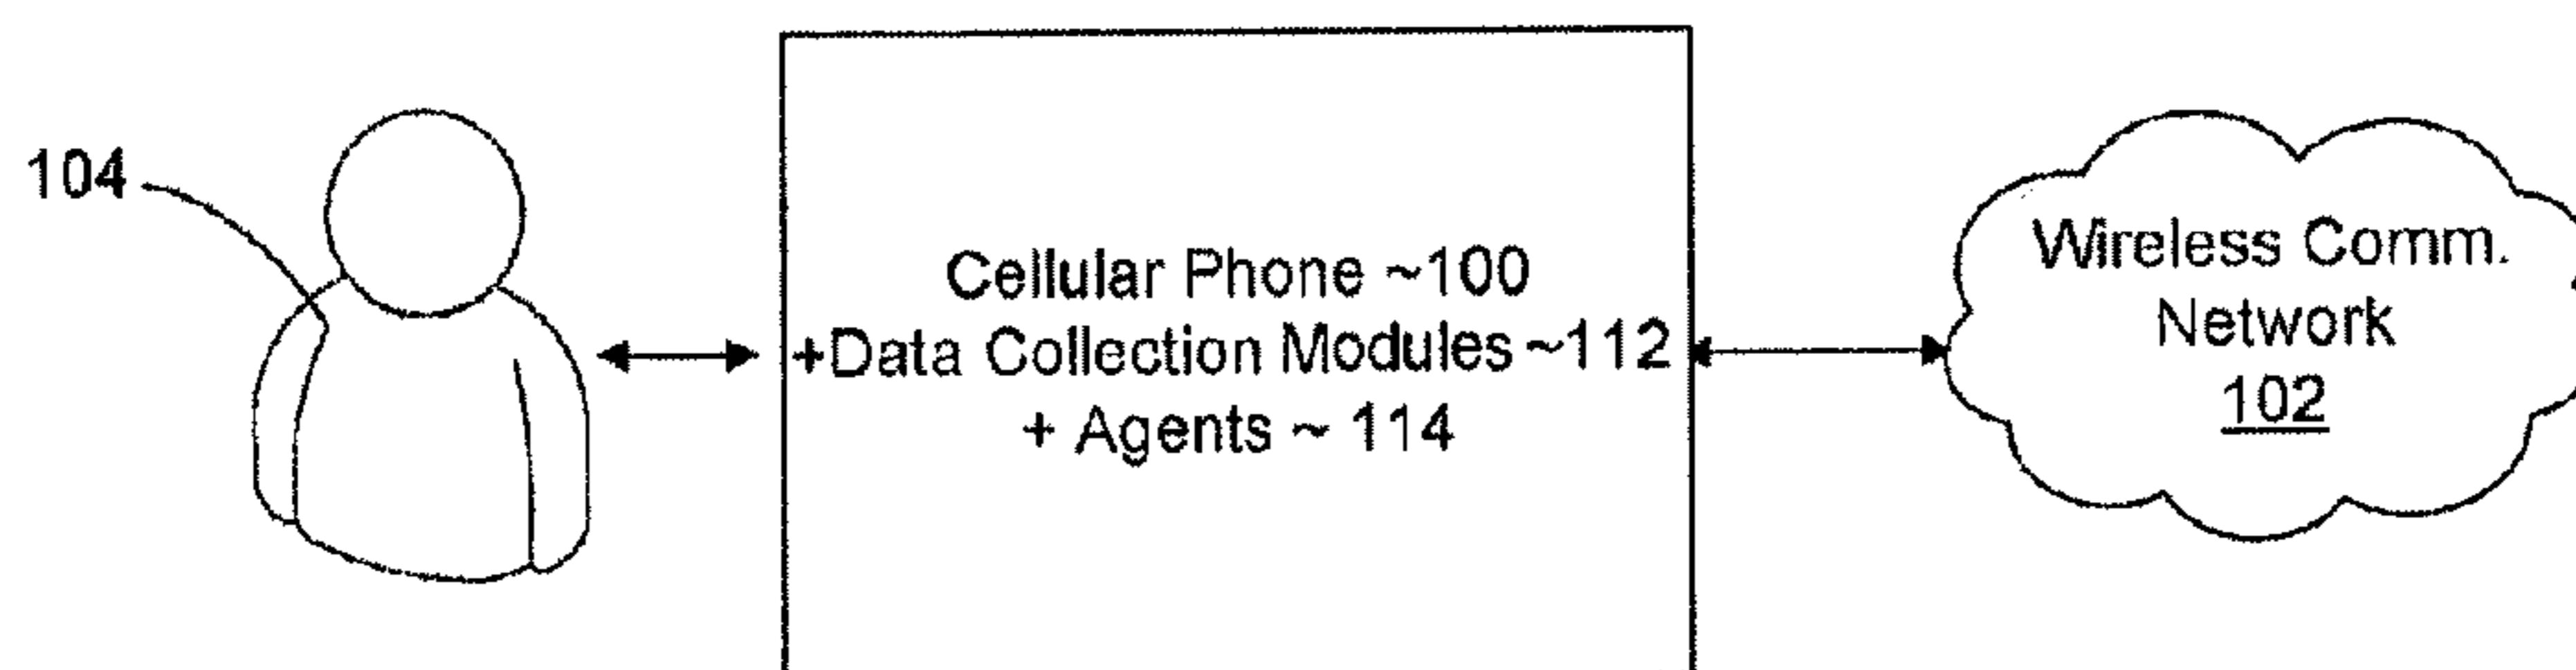 104
Cellular Phone ~100
+Data Collection Modules ~112
+ Agents ~ 114
Wireless Comm.
Network
102